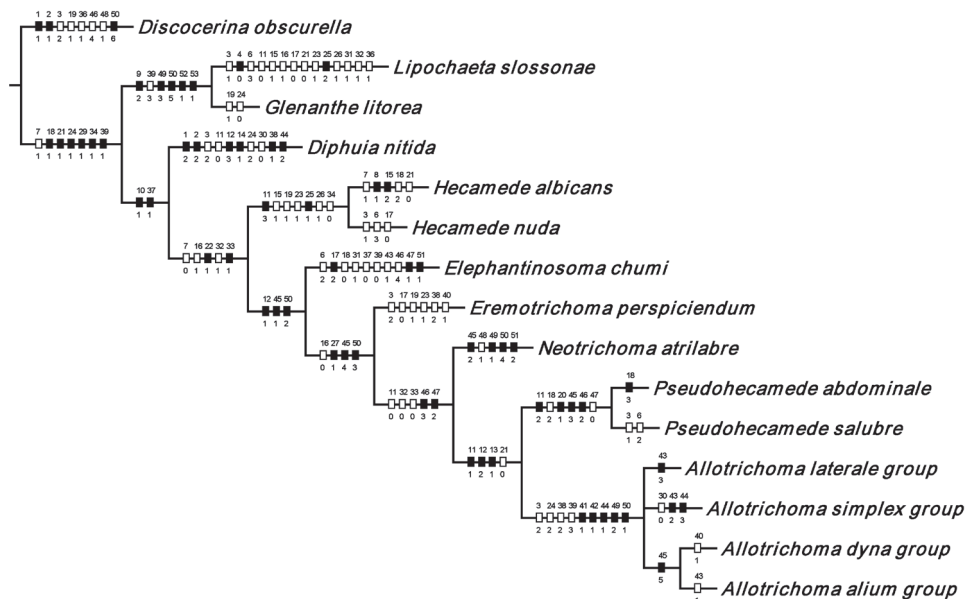 1 2 3 19 36 46 48 50
Discocerina obscurella
1 1 2 1 1 4 1 6
3 4 6 11 15 16 17 21 23 25 26 31 32 36
Lipochaeta slossonae
1 0 3 0 1 1 0 0 1 2 1 1 1 1
9 39 49 50 52 53
2 3 3 5 1 1
19 24
Glenanthe litorea
1 0
7 18 21 24 29 34 39
1 1 1 1 1 1 1
1 2 3 11 12 14 24 30 38 44
Diphuia nitida
2 2 2 0 3 1 2 0 1 2
7 8 15 18 21
Hecamede albicans
1 1 2 2 0
10 37
1 1
11 15 19 23 25 26 34
3 1 1 1 1 1 0
3 6 17
Hecamede nuda
1 3 0
7 16 22 32 33
0 1 1 1 1
6 17 18 31 37 39 43 46 47 51
Elephantinosoma chumi
2 2 0 0 0 0 1 4 1 1
12 45 50
1 1 2
3 17 19 23 38 40
Eremotrichoma perspiciendum
2 0 1 1 2 1
16 27 45 50
0 1 4 3
45 48 49 50 51
Neotrichoma atrilabre
2 1 1 4 2
18
Pseudohecamede abdominale
3
11 32 33 46 47
0 0 0 3 2
11 18 20 45 46 47
2 2 1 3 2 0
3 6
Pseudohecamede salubre
1 2
11 12 13 21
1 2 1 0
43
Allotrichoma laterale group
3
30 43 44
Allotrichoma simplex group
0 2 3
3 24 38 39 41 42 44 49 50
2 2 2 3 1 1 1 2 1
40
Allotrichoma dyna group
1
45
5
43
Allotrichoma alium group